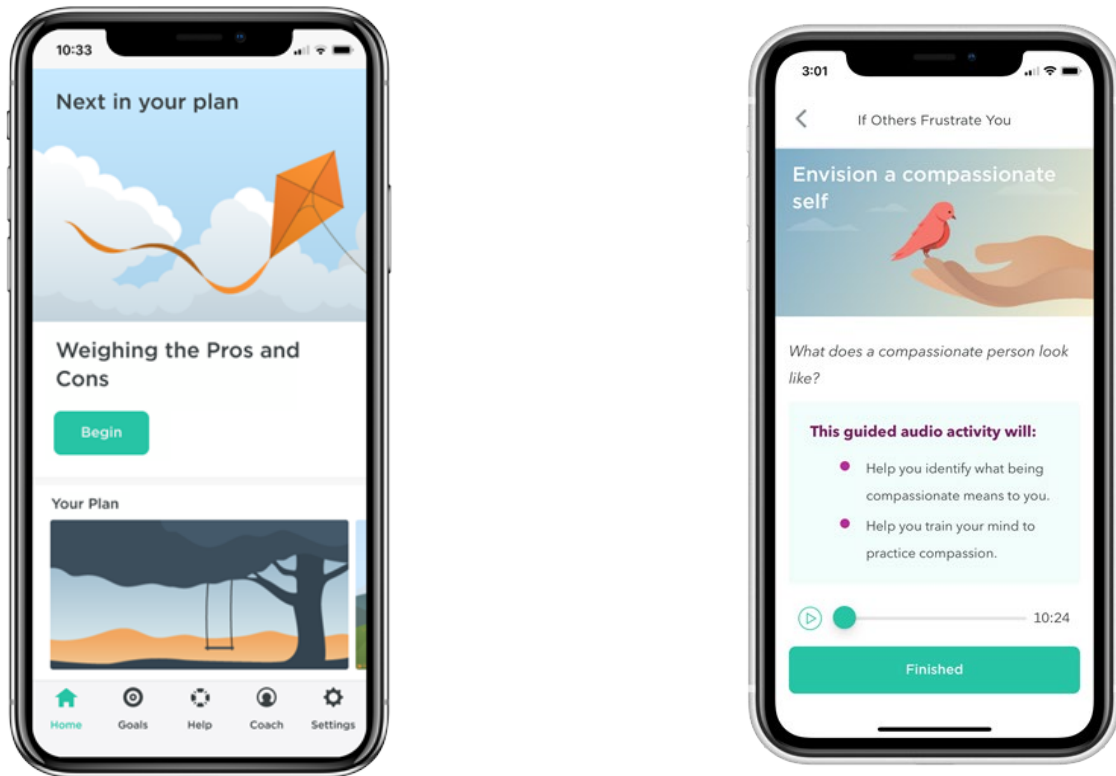 10:33
Next in your plan
Weighing the Pros and
Cons
Begin
Your Plan
Home
Goals
Help
Coach
Settings
3:01
If Others Frustrate You
Envision a compassionate
self
What does a compassionate person look
like?
This guided audio activity will:
Help you identify what being
compassionate means to you.
Help you train your mind to
practice compassion.
10:24
Finished